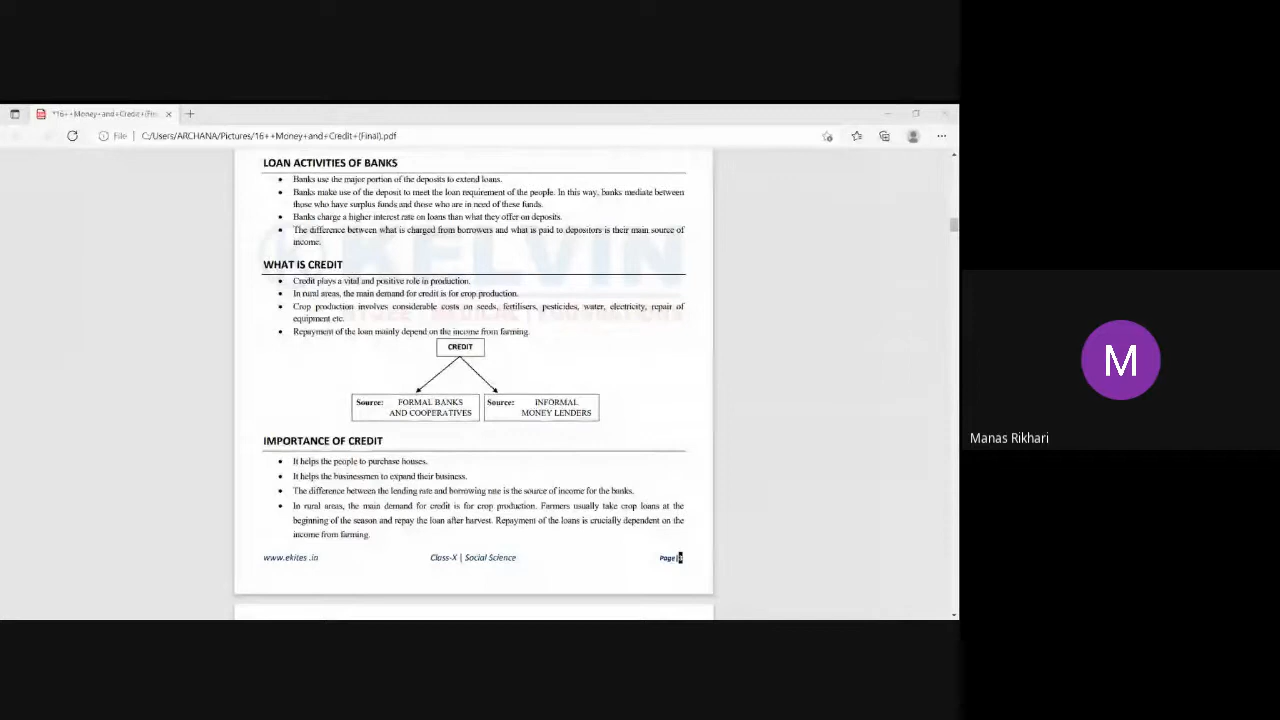 *16++Money+and+Credit+(Fin
File
C:/Users/ARCHANA/Pictures/16++Money+and+Credit+(Final).pdf
LOAN ACTIVITIES OF BANKS
• Banks use the major portion of the deposits to extend loans.
• Banks make use of the deposit to meet the loan requirement of the people. In this way, banks mediate between
those who have surplus funds and those who are in need of these funds.
• Banks charge a higher interest rate on loans than what they offer on deposits.
• The difference between what is charged from borrowers and what is paid to depositors is their main source of
income.
KELVIN
WHAT IS CREDIT
• Credit plays a vital and positive role in production.
• In rural areas, the main demand for credit is for crop production.
• Crop production involves considerable costs on seeds, fertilisers, pesticides, water, electricity, repair of
equipment etc.
• Repayment of the loan mainly depend on the income from farming.
CREDIT
Source: FORMAL BANKS
AND COOPERATIVES
Source: INFORMAL
MONEY LENDERS
IMPORTANCE OF CREDIT
• It helps the people to purchase houses.
• It helps the businessmen to expand their business.
• The difference between the lending rate and borrowing rate is the source of income for the banks.
• In rural areas, the main demand for credit is for crop production. Farmers usually take crop loans at the
beginning of the season and repay the loan after harvest. Repayment of the loans is crucially dependent on the
income from farming.
www.ekites .in
Class-X | Social Science
Page|
M
Manas Rikhari